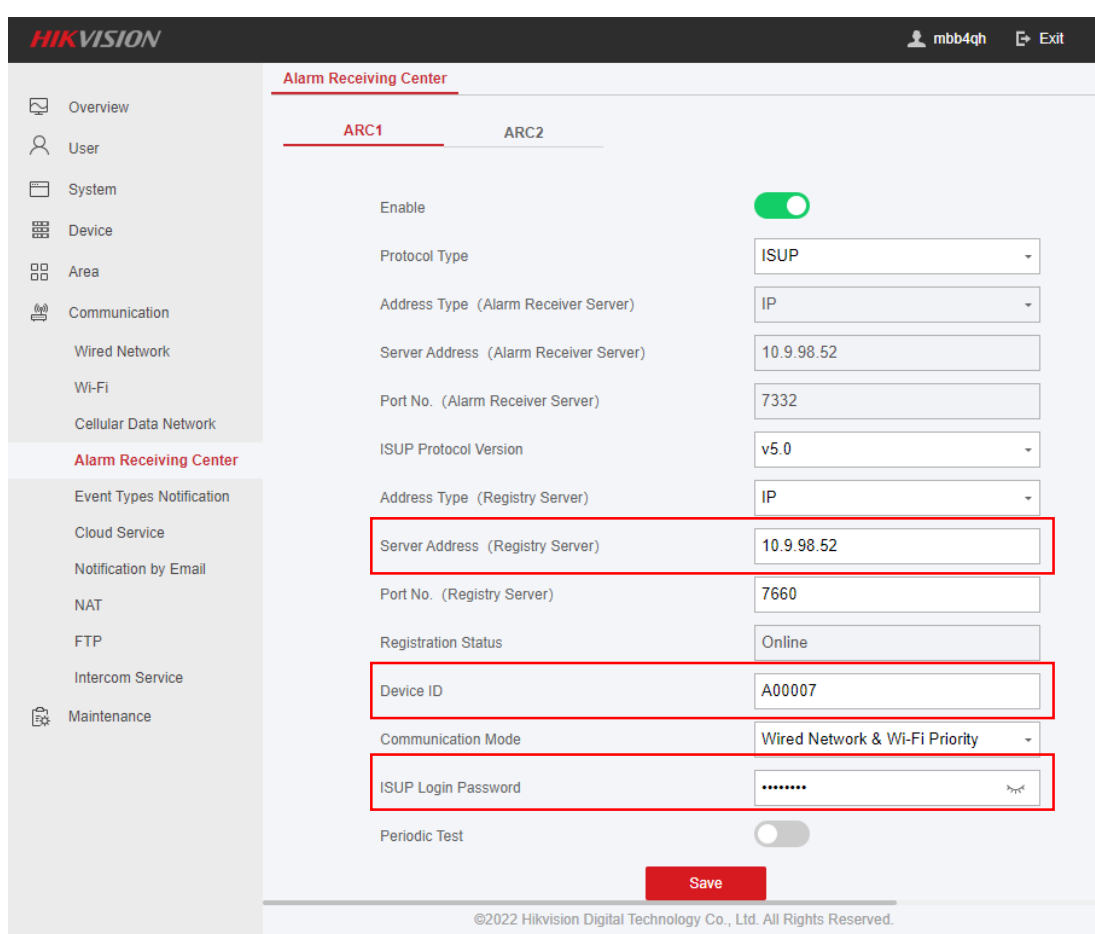 HIKVISION
mbb4qh
Exit
Alarm Receiving Center
Overview
User
System
Device
Area
Communication
Wired Network
Wi-Fi
Cellular Data Network
Alarm Receiving Center
Event Types Notification
Cloud Service
Notification by Email
NAT
FTP
Intercom Service
Maintenance
ARC1
ARC2
Enable
Protocol Type
ISUP
Address Type (Alarm Receiver Server)
IP
Server Address (Alarm Receiver Server)
10.9.98.52
Port No. (Alarm Receiver Server)
7332
ISUP Protocol Version
v5.0
Address Type (Registry Server)
IP
Server Address (Registry Server)
10.9.98.52
Port No. (Registry Server)
7660
Registration Status
Online
Device ID
A00007
Communication Mode
Wired Network & Wi-Fi Priority
ISUP Login Password
••••••••
Periodic Test
Save
©2022 Hikvision Digital Technology Co., Ltd. All Rights Reserved.